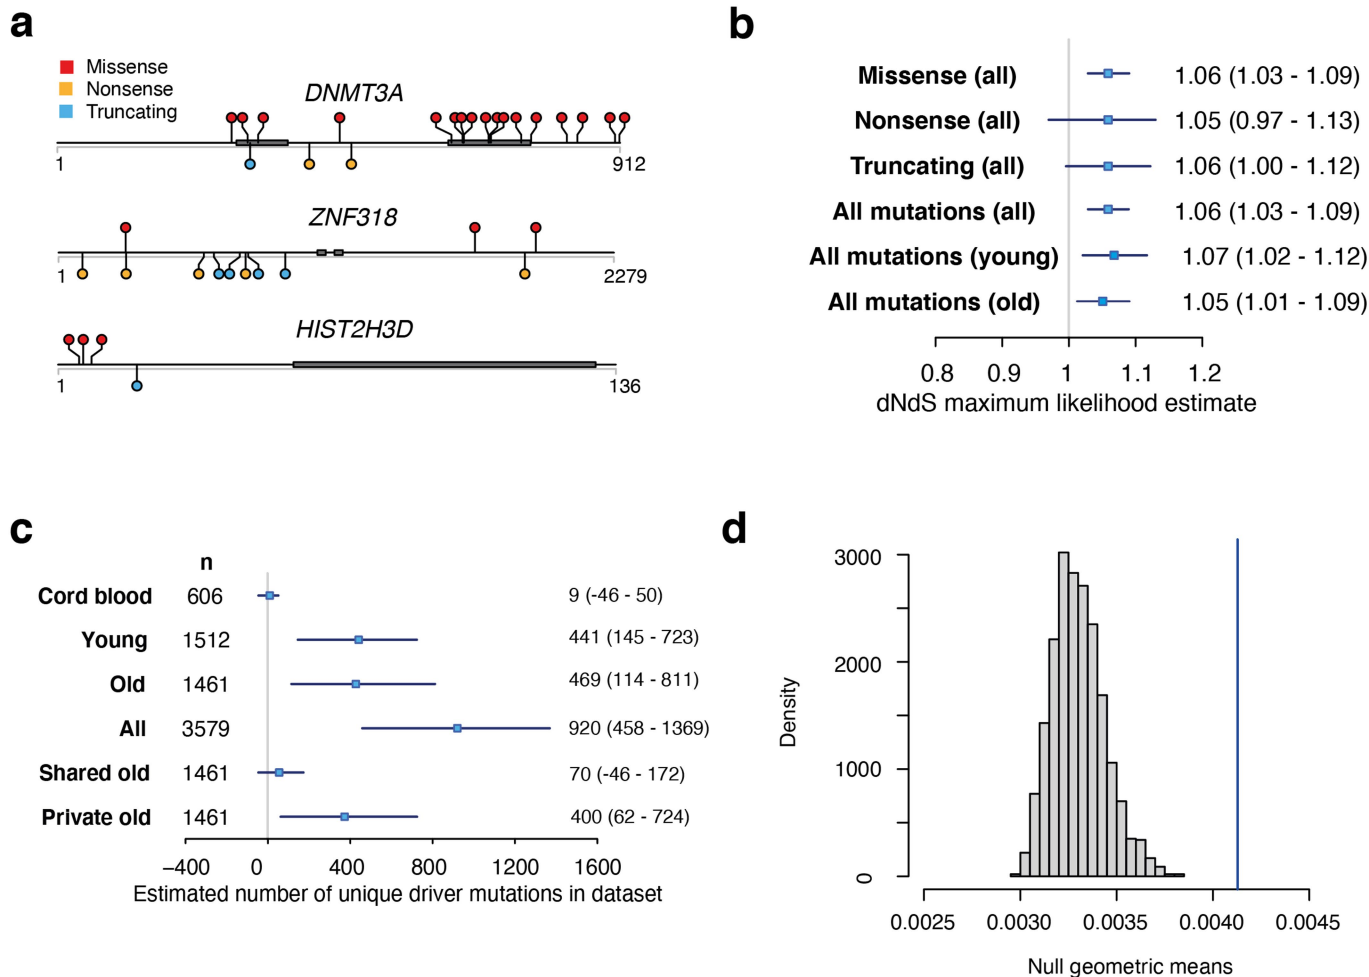 a
Missense
Nonsense
Truncating
DNMT3A
1 912
ZNF318
1 2279
HIST2H3D
1 136
b
Missense (all) 1.06 (1.03 - 1.09)
Nonsense (all) 1.05 (0.97 - 1.13)
Truncating (all) 1.06 (1.00 - 1.12)
All mutations (all) 1.06 (1.03 - 1.09)
All mutations (young) 1.07 (1.02 - 1.12)
All mutations (old) 1.05 (1.01 - 1.09)
0.8 0.9 1 1.1 1.2
dNdS maximum likelihood estimate
c
n
Cord blood 606 9 (-46 - 50)
Young 1512 441 (145 - 723)
Old 1461 469 (114 - 811)
All 3579 920 (458 - 1369)
Shared old 1461 70 (-46 - 172)
Private old 1461 400 (62 - 724)
−400 0 400 800 1200 1600
Estimated number of unique driver mutations in dataset
d
3000
2000
1000
0
Density
0.0025 0.0030 0.0035 0.0040 0.0045
Null geometric means